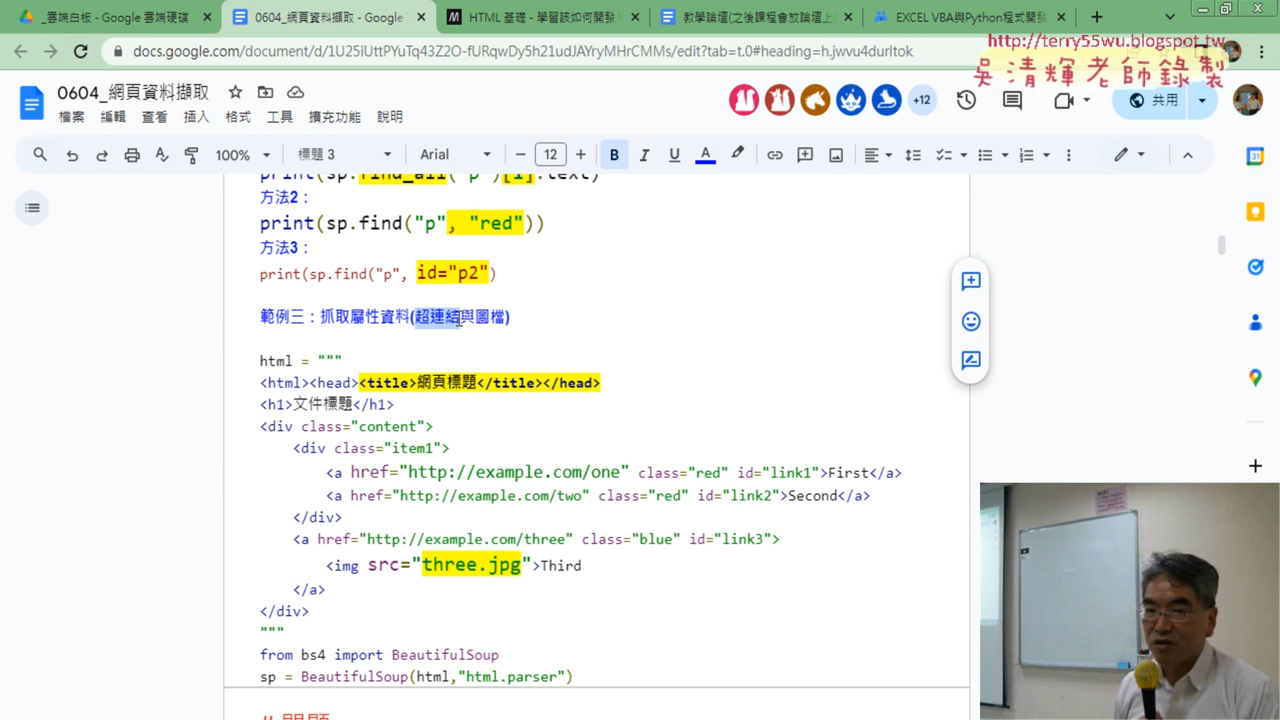 _雲端白板 - Google 雲端硬碟
0604_網頁資料擷取 - Google
HTML 基礎 - 學習該如何開發
教學論壇(之後課程會放論壇上
EXCEL VBA與Python程式開發
docs.google.com/document/d/1U25iUttPYuTq43Z2O-fURqwDy5h21udJAYryMHrCMMs/edit?tab=t.0#heading=h.jwvu4durltok
http://terry55wu.blogspot.tw
吳清輝老師錄製
0604_網頁資料擷取
檔案 編輯 查看 插入 格式 工具 擴充功能 說明
+12
共用
100% 標題 3 Arial 12 B I U A
print(sp.find_all("p")[1].text)
方法2：
print(sp.find("p", "red"))
方法3：
print(sp.find("p", id="p2")
範例三：抓取屬性資料(超連結與圖檔)
html = """
<html><head><title>網頁標題</title></head>
<h1>文件標題</h1>
<div class="content">
<div class="item1">
<a href="http://example.com/one" class="red" id="link1">First</a>
<a href="http://example.com/two" class="red" id="link2">Second</a>
</div>
<a href="http://example.com/three" class="blue" id="link3">
<img src="three.jpg">Third
</a>
</div>
"""
from bs4 import BeautifulSoup
sp = BeautifulSoup(html,"html.parser")